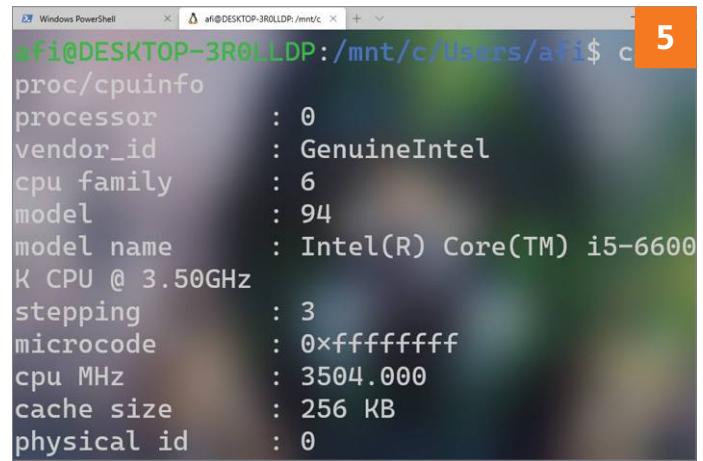 Windows PowerShell × afi@DESKTOP-3R0LLDP: /mnt/c × +
5
afi@DESKTOP-3R0LLDP:/mnt/c/Users/afi$ c
proc/cpuinfo
processor : 0
vendor_id : GenuineIntel
cpu family : 6
model : 94
model name : Intel(R) Core(TM) i5-6600
K CPU @ 3.50GHz
stepping : 3
microcode : 0×ffffffff
cpu MHz : 3504.000
cache size : 256 KB
physical id : 0